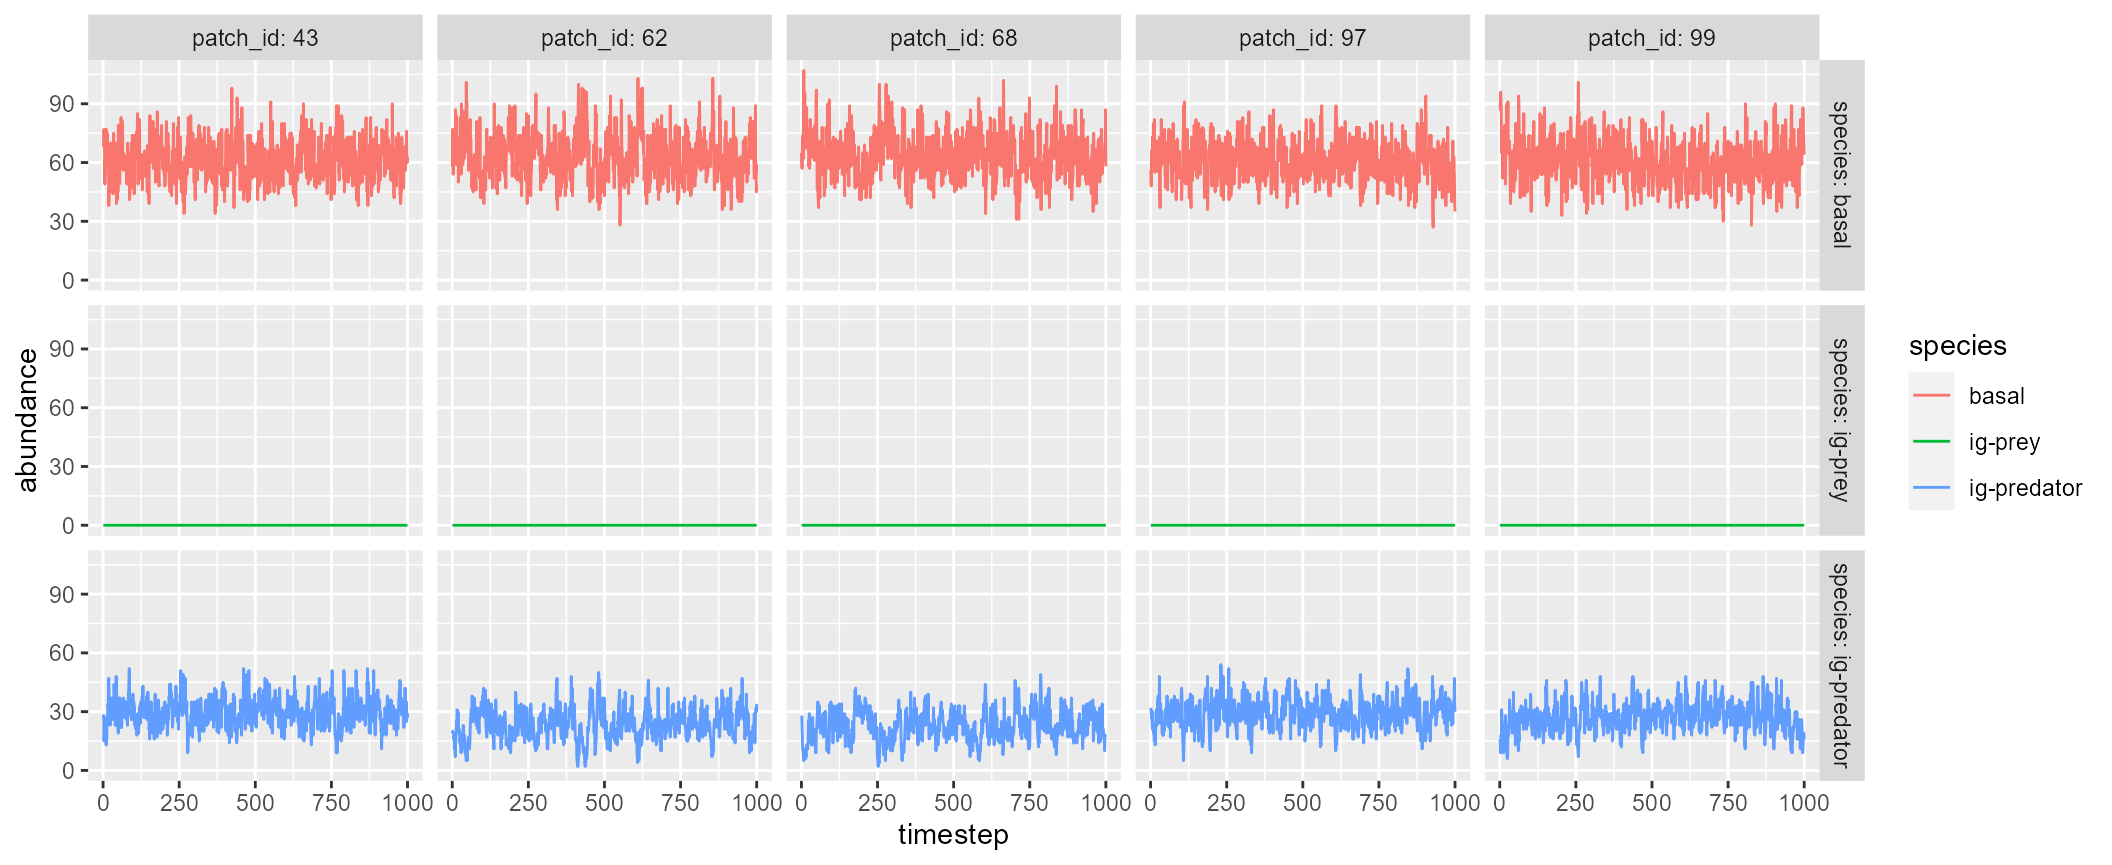 patch_id: 43
patch_id: 62
patch_id: 68
patch_id: 97
patch_id: 99
90
60
30
0
species: basal
90
60
30
0
species: ig-prey
90
60
30
0
species: ig-predator
0 250 500 750 1000
0 250 500 750 1000
0 250 500 750 1000
0 250 500 750 1000
0 250 500 750 1000
timestep
abundance
species
basal
ig-prey
ig-predator